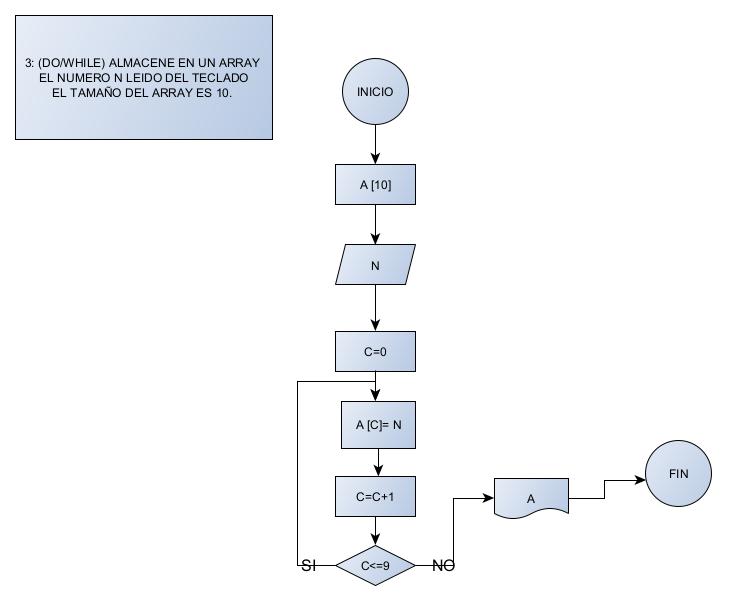 3: (DO/WHILE) ALMACENE EN UN ARRAY
EL NUMERO N LEIDO DEL TECLADO
EL TAMAÑO DEL ARRAY ES 10.
INICIO
A [10]
N
C=0
A [C]= N
C=C+1
C<=9
SI
NO
A
FIN